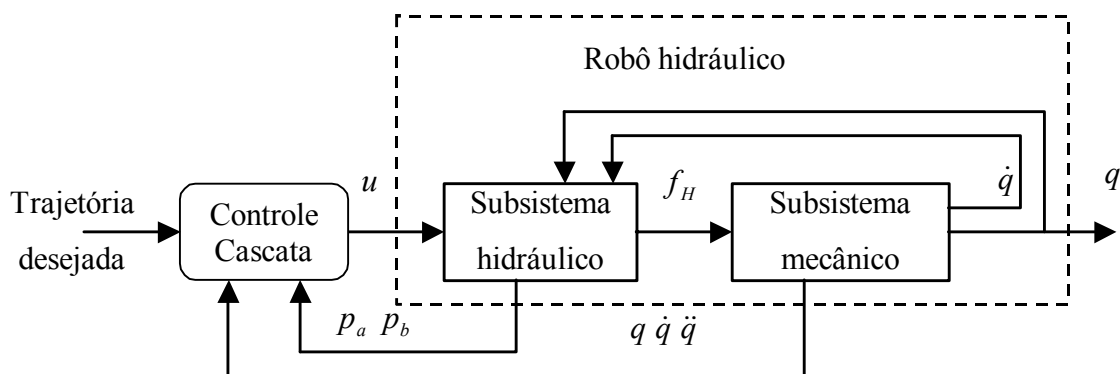 Robô hidráulico
Trajetória
desejada
Controle
Cascata
u
Subsistema
hidráulico
f_H
Subsistema
mecânico
q̇
q
p_a p_b
q q̇ q̈